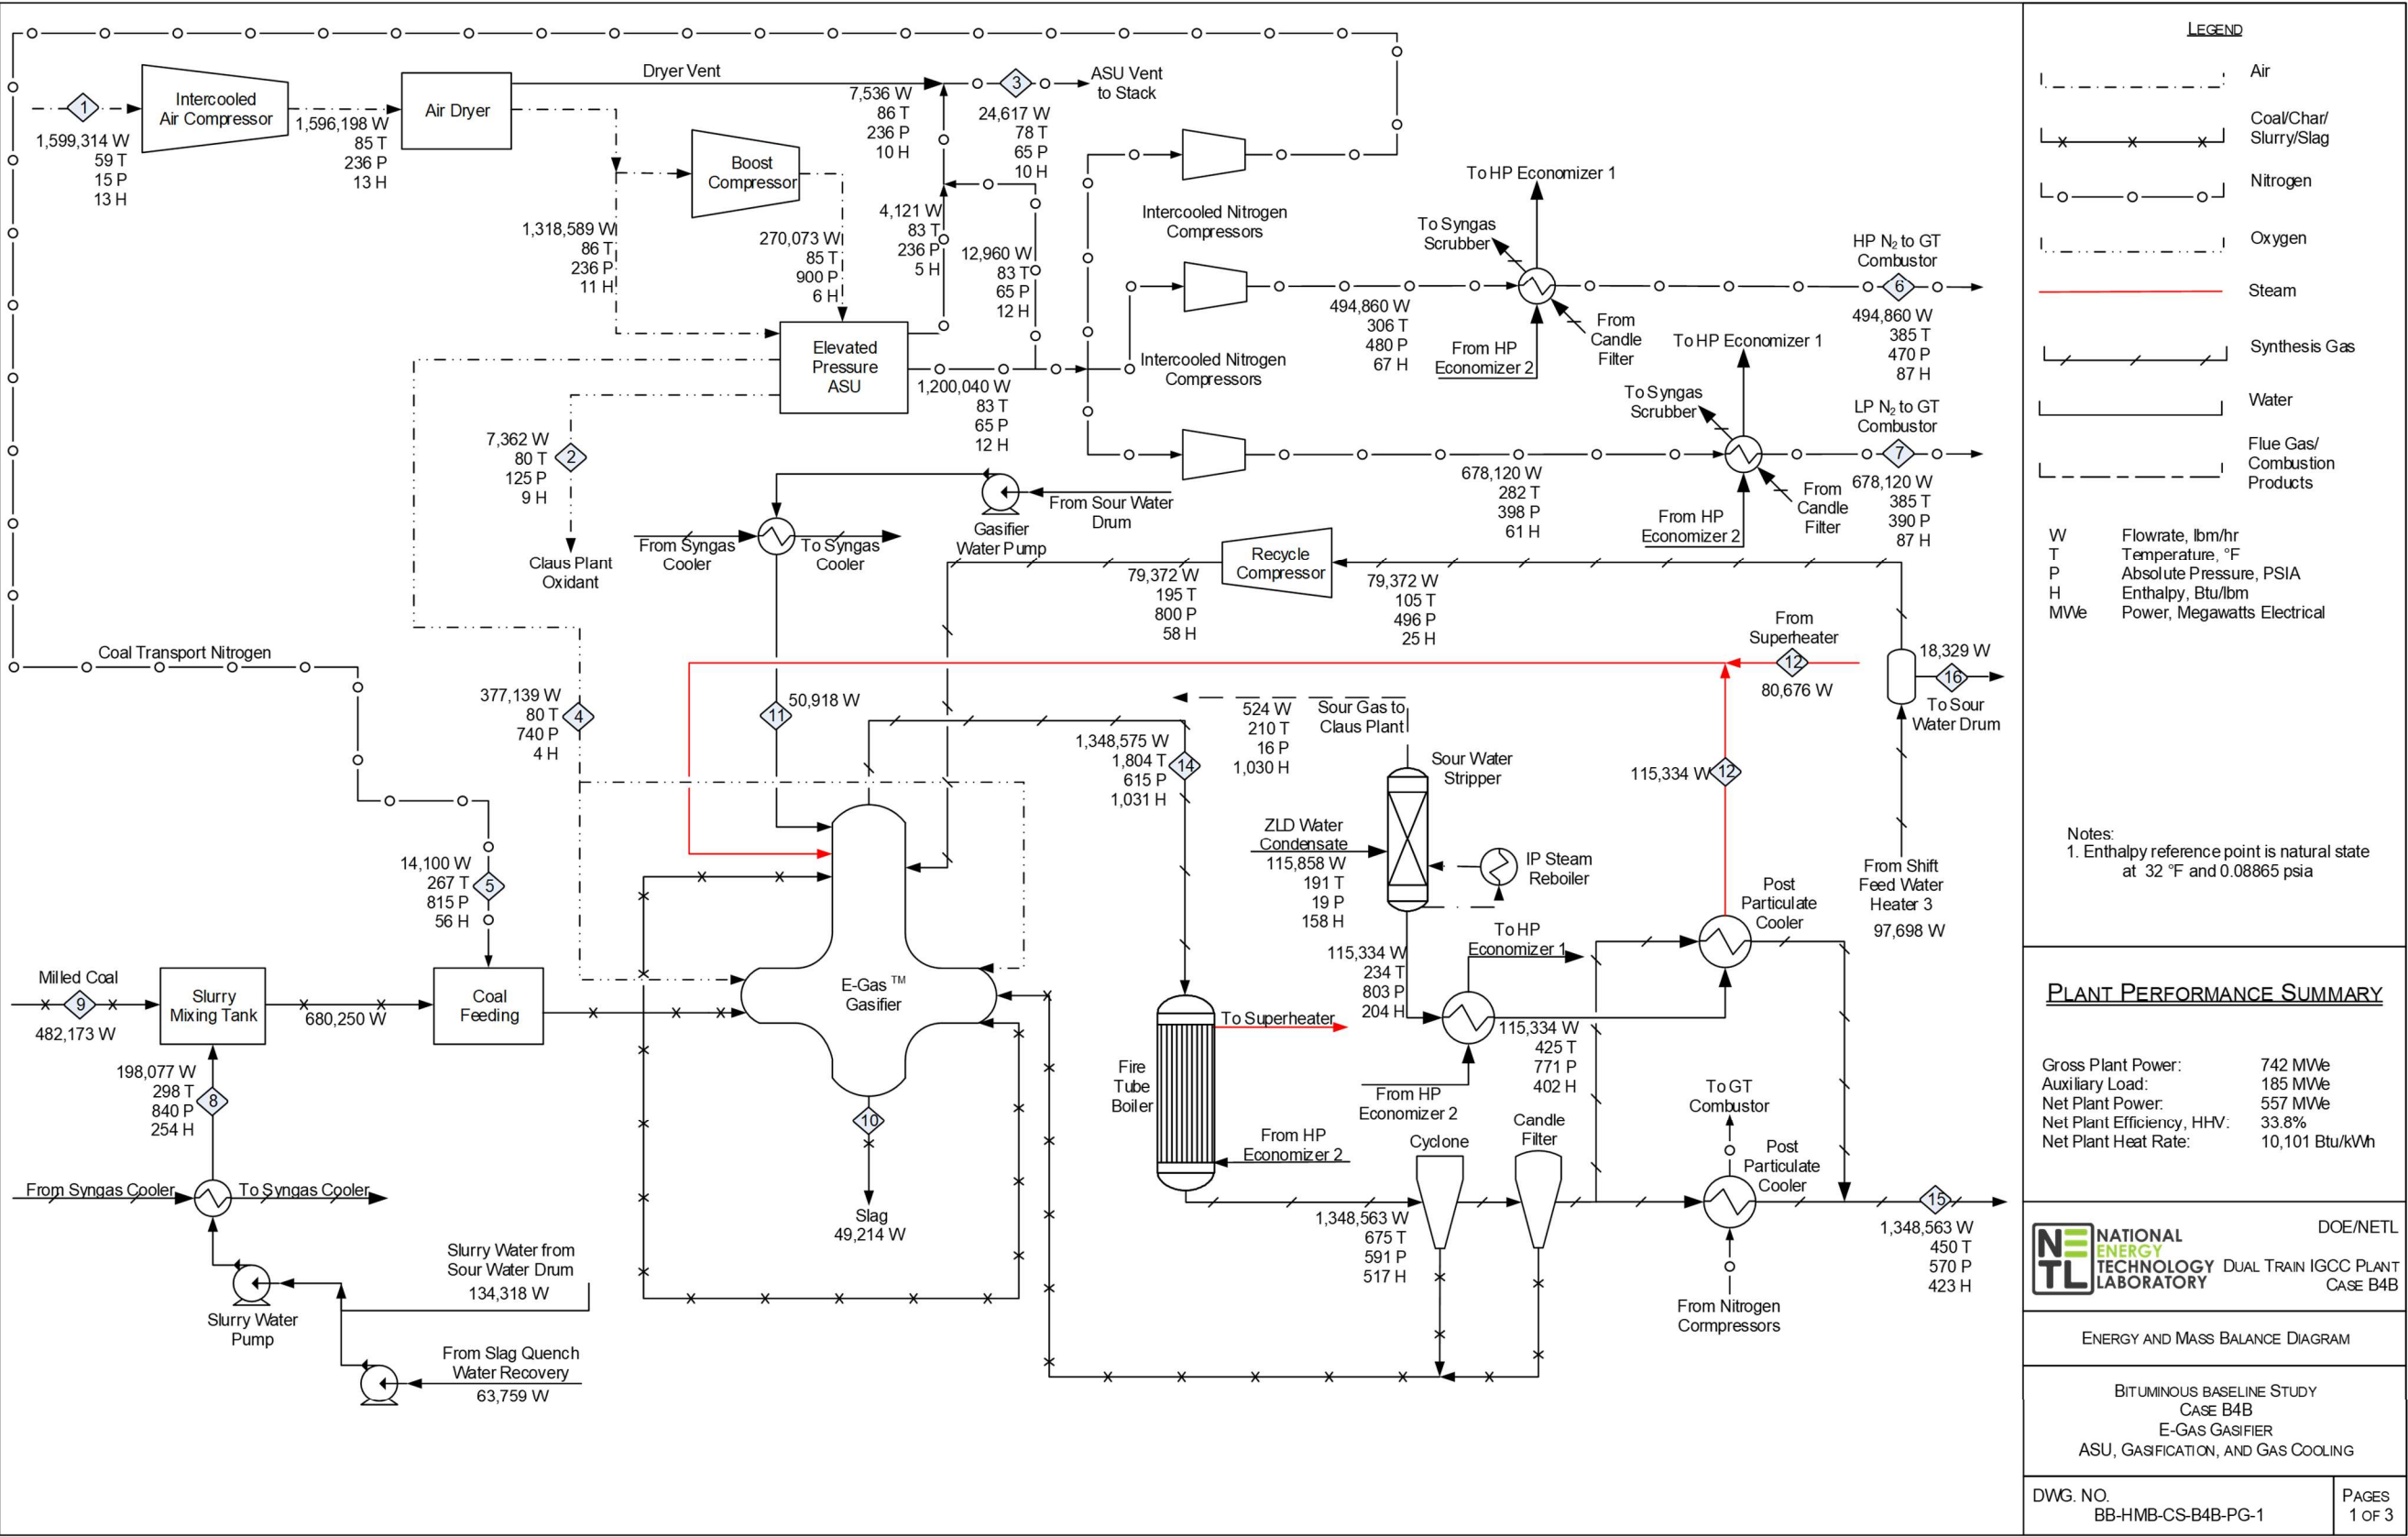 Dryer Vent
3
ASU Vent
to Stack
1
Intercooled
Air Compressor
Air Dryer
7,536 W
86 T
236 P
10 H
24,617 W
78 T
65 P
10 H
1,599,314 W
59 T
15 P
13 H
1,596,198 W
85 T
236 P
13 H
Boost
Compressor
1,318,589 W
86 T
236 P
11 H
270,073 W
85 T
900 P
6 H
4,121 W
83 T
236 P
5 H
12,960 W
83 T
65 P
12 H
Intercooled Nitrogen
Compressors
To HP Economizer 1
To Syngas
Scrubber
HP N₂ to GT
Combustor
6
494,860 W
306 T
480 P
67 H
From
Candle
Filter
From HP
Economizer 2
494,860 W
385 T
470 P
87 H
Elevated
Pressure
ASU
1,200,040 W
83 T
65 P
12 H
Intercooled Nitrogen
Compressors
To HP Economizer 1
To Syngas
Scrubber
LP N₂ to GT
Combustor
7
7,362 W
80 T
125 P
9 H
2
Claus Plant
Oxidant
678,120 W
282 T
398 P
61 H
From
Candle
Filter
From HP
Economizer 2
678,120 W
385 T
390 P
87 H
From Sour Water
Drum
Gasifier
Water Pump
From Syngas
Cooler
To Syngas
Cooler
Recycle
Compressor
79,372 W
195 T
800 P
58 H
79,372 W
105 T
496 P
25 H
From
Superheater
12
80,676 W
18,329 W
16
To Sour
Water Drum
Coal Transport Nitrogen
377,139 W
80 T
740 P
4 H
4
11
50,918 W
1,348,575 W
1,804 T
615 P
1,031 H
14
524 W
210 T
16 P
1,030 H
Sour Gas to
Claus Plant
Sour Water
Stripper
115,334 W
12
ZLD Water
Condensate
115,858 W
191 T
19 P
158 H
IP Steam
Reboiler
Post
Particulate
Cooler
From Shift
Feed Water
Heater 3
97,698 W
14,100 W
267 T
815 P
56 H
5
Milled Coal
9
482,173 W
Slurry
Mixing Tank
680,250 W
Coal
Feeding
E-Gas ™
Gasifier
115,334 W
234 T
803 P
204 H
To HP
Economizer 1
115,334 W
425 T
771 P
402 H
From HP
Economizer 2
To Superheater
Fire
Tube
Boiler
From HP
Economizer 2
198,077 W
298 T
840 P
254 H
8
10
Slag
49,214 W
From Syngas Cooler
To Syngas Cooler
Cyclone
Candle
Filter
To GT
Combustor
Post
Particulate
Cooler
From Nitrogen
Cormpressors
1,348,563 W
675 T
591 P
517 H
15
1,348,563 W
450 T
570 P
423 H
Slurry Water from
Sour Water Drum
134,318 W
Slurry Water
Pump
From Slag Quench
Water Recovery
63,759 W
LEGEND
Air
Coal/Char/
Slurry/Slag
Nitrogen
Oxygen
Steam
Synthesis Gas
Water
Flue Gas/
Combustion
Products
W Flowrate, lbm/hr
T Temperature, °F
P Absolute Pressure, PSIA
H Enthalpy, Btu/lbm
MWe Power, Megawatts Electrical
Notes:
1. Enthalpy reference point is natural state
at 32 °F and 0.08865 psia
PLANT PERFORMANCE SUMMARY
Gross Plant Power: 742 MWe
Auxiliary Load: 185 MWe
Net Plant Power: 557 MWe
Net Plant Efficiency, HHV: 33.8%
Net Plant Heat Rate: 10,101 Btu/kWh
NETL
NATIONAL
ENERGY
TECHNOLOGY
LABORATORY
DOE/NETL
DUAL TRAIN IGCC PLANT
CASE B4B
ENERGY AND MASS BALANCE DIAGRAM
BITUMINOUS BASELINE STUDY
CASE B4B
E-GAS GASIFIER
ASU, GASIFICATION, AND GAS COOLING
DWG. NO.
BB-HMB-CS-B4B-PG-1
PAGES
1 OF 3